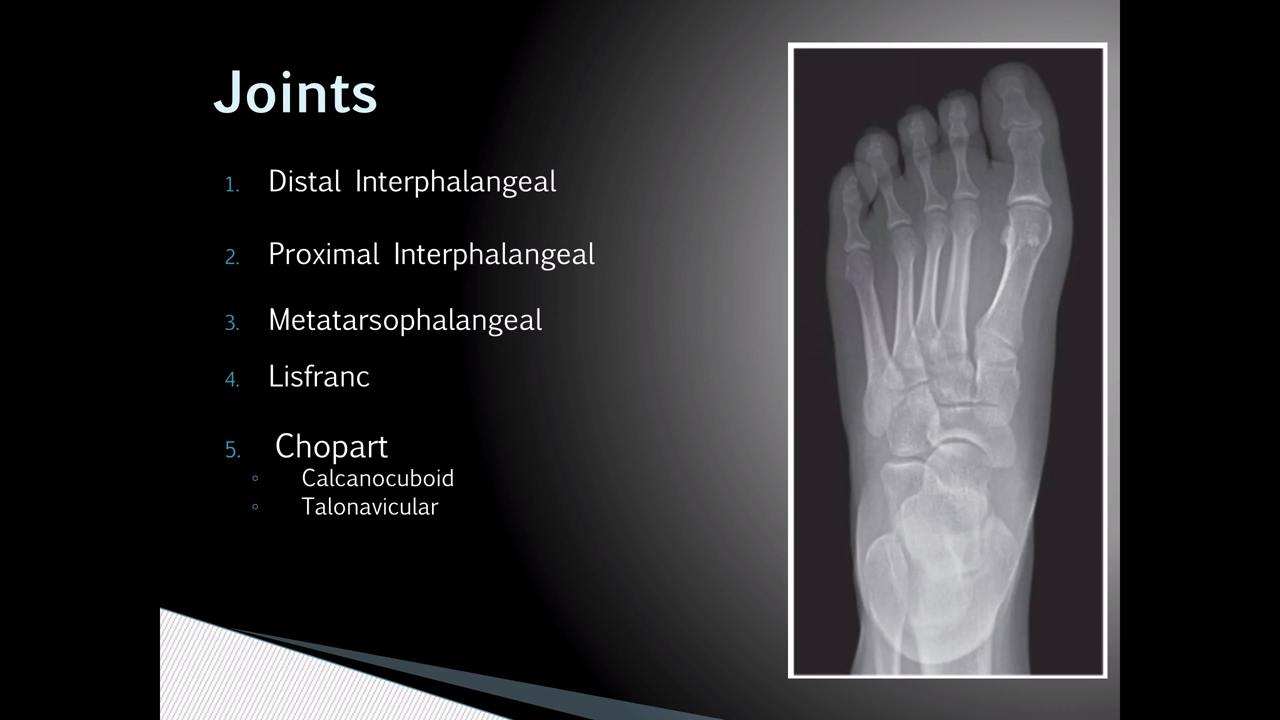 Joints
1. Distal Interphalangeal
2. Proximal Interphalangeal
3. Metatarsophalangeal
4. Lisfranc
5. Chopart
◦ Calcanocuboid
◦ Talonavicular